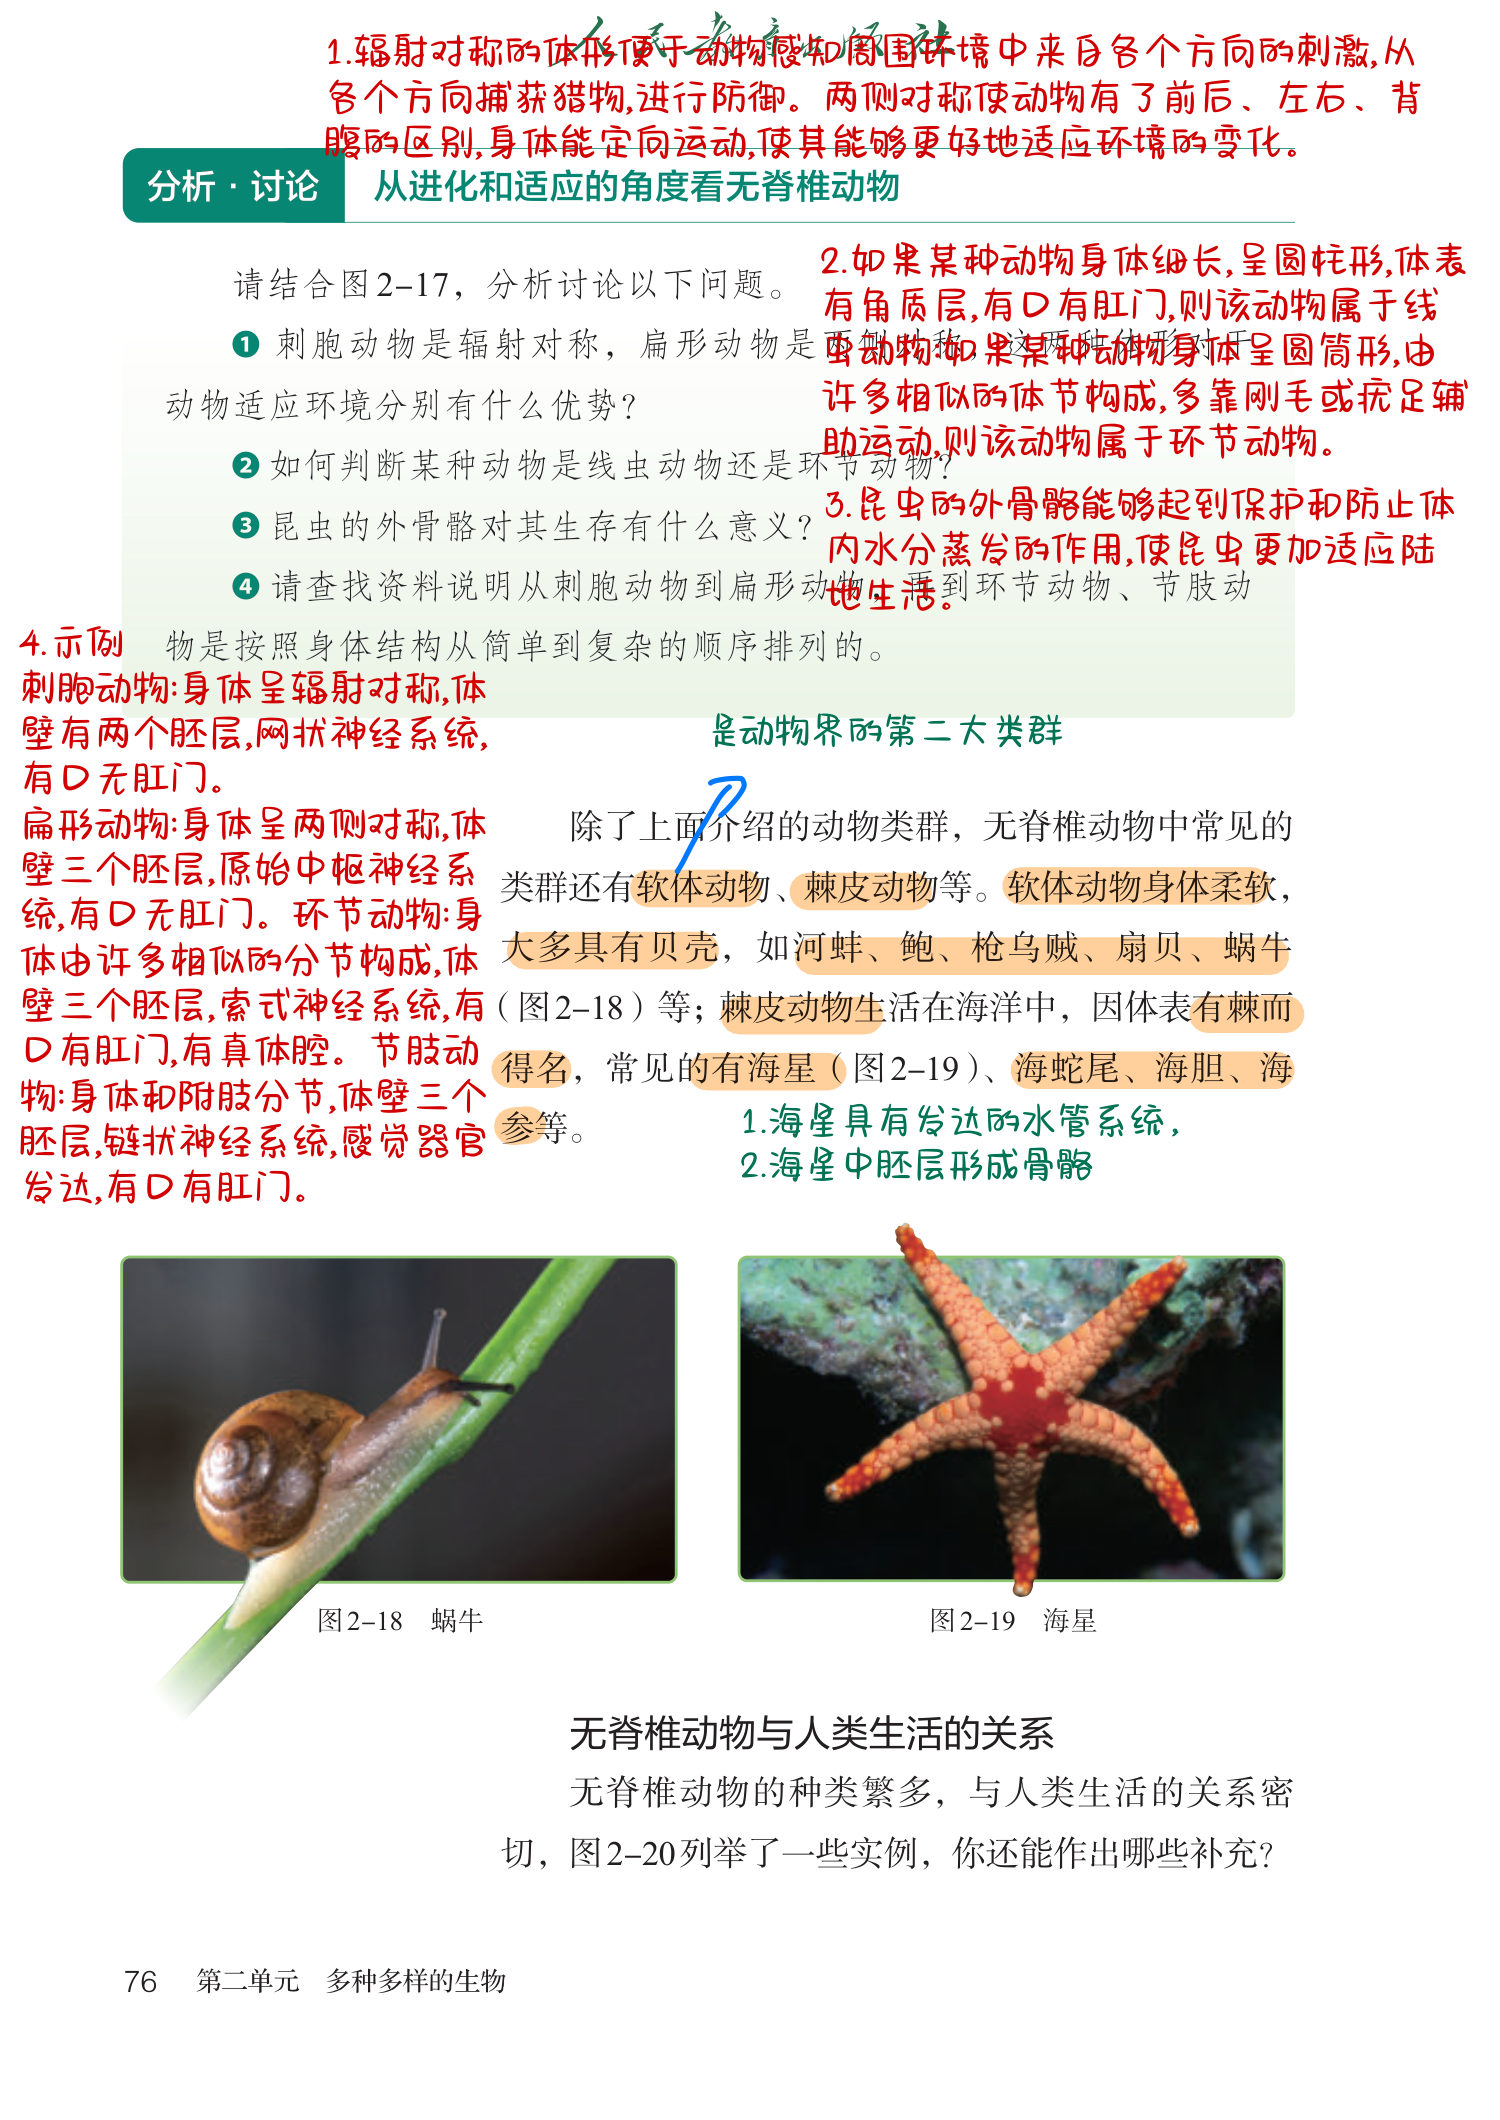 人民教育出版社
1.辐射对称的体形便于动物感知周围环境中来自各个方向的刺激,从
各个方向捕获猎物,进行防御。两侧对称使动物有了前后、左右、背
腹的区别,身体能定向运动,使其能够更好地适应环境的变化。
分析·讨论 从进化和适应的角度看无脊椎动物
请结合图2-17，分析讨论以下问题。
❶ 刺胞动物是辐射对称，扁形动物是两侧对称，这两种体形对于
动物适应环境分别有什么优势？
❷ 如何判断某种动物是线虫动物还是环节动物？
❸ 昆虫的外骨骼对其生存有什么意义？
❹ 请查找资料说明从刺胞动物到扁形动物，再到环节动物、节肢动
物是按照身体结构从简单到复杂的顺序排列的。
2.如果某种动物身体细长,呈圆柱形,体表
有角质层,有口有肛门,则该动物属于线
虫动物;如果某种动物身体呈圆筒形,由
许多相似的体节构成,多靠刚毛或疣足辅
助运动,则该动物属于环节动物。
3.昆虫的外骨骼能够起到保护和防止体
内水分蒸发的作用,使昆虫更加适应陆
地生活。
4.示例
刺胞动物:身体呈辐射对称,体
壁有两个胚层,网状神经系统,
有口无肛门。
扁形动物:身体呈两侧对称,体
壁三个胚层,原始中枢神经系
统,有口无肛门。环节动物:身
体由许多相似的分节构成,体
壁三个胚层,索式神经系统,有
口有肛门,有真体腔。节肢动
物:身体和附肢分节,体壁三个
胚层,链状神经系统,感觉器官
发达,有口有肛门。
是动物界的第二大类群
除了上面介绍的动物类群，无脊椎动物中常见的
类群还有软体动物、棘皮动物等。软体动物身体柔软，
大多具有贝壳，如河蚌、鲍、枪乌贼、扇贝、蜗牛
（图2-18）等；棘皮动物生活在海洋中，因体表有棘而
得名，常见的有海星（图2-19）、海蛇尾、海胆、海
参等。
1.海星具有发达的水管系统,
2.海星中胚层形成骨骼
图2-18 蜗牛
图2-19 海星
无脊椎动物与人类生活的关系
无脊椎动物的种类繁多，与人类生活的关系密
切，图2-20列举了一些实例，你还能作出哪些补充？
76 第二单元 多种多样的生物